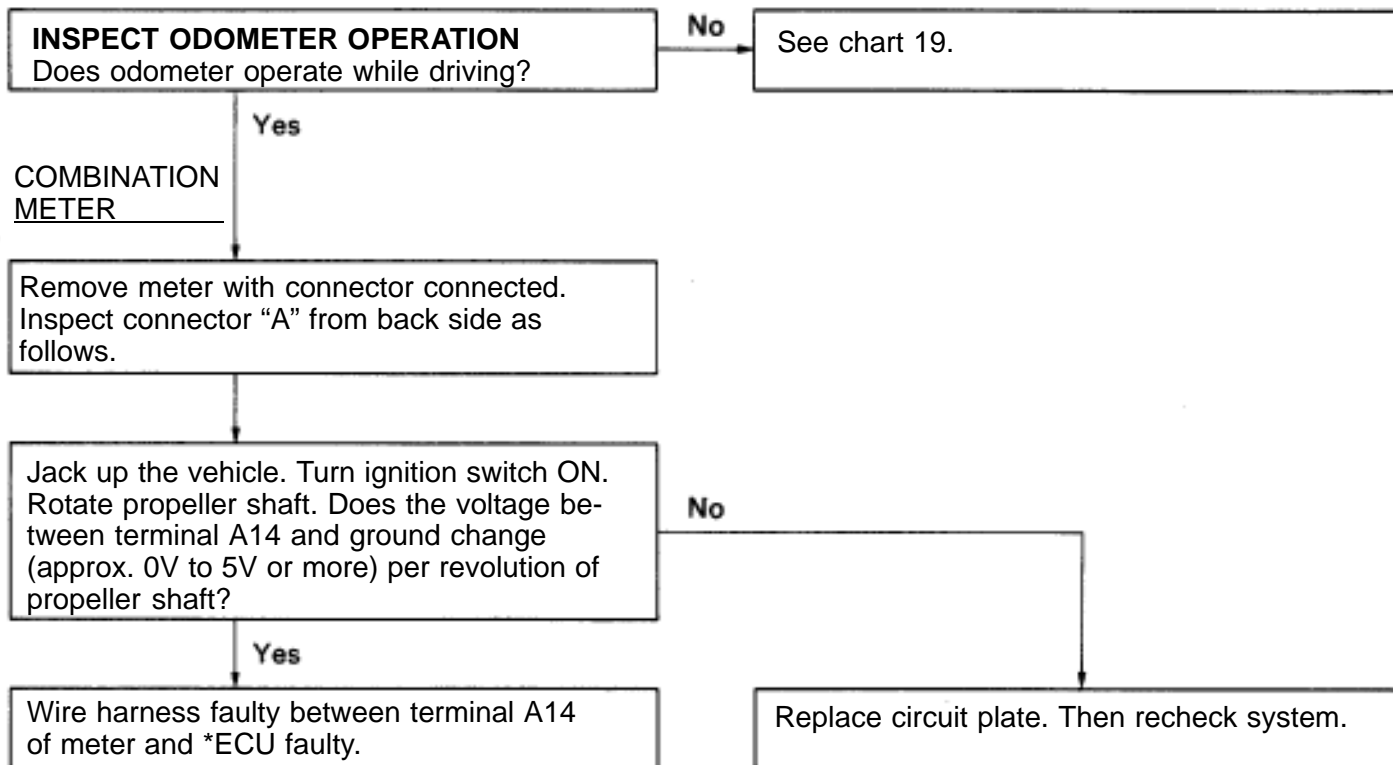 INSPECT ODOMETER OPERATION
Does odometer operate while driving?
No
See chart 19.
Yes
COMBINATION
METER
Remove meter with connector connected.
Inspect connector “A” from back side as
follows.
Jack up the vehicle. Turn ignition switch ON.
Rotate propeller shaft. Does the voltage be-
tween terminal A14 and ground change
(approx. 0V to 5V or more) per revolution of
propeller shaft?
No
Yes
Wire harness faulty between terminal A14
of meter and *ECU faulty.
Replace circuit plate. Then recheck system.